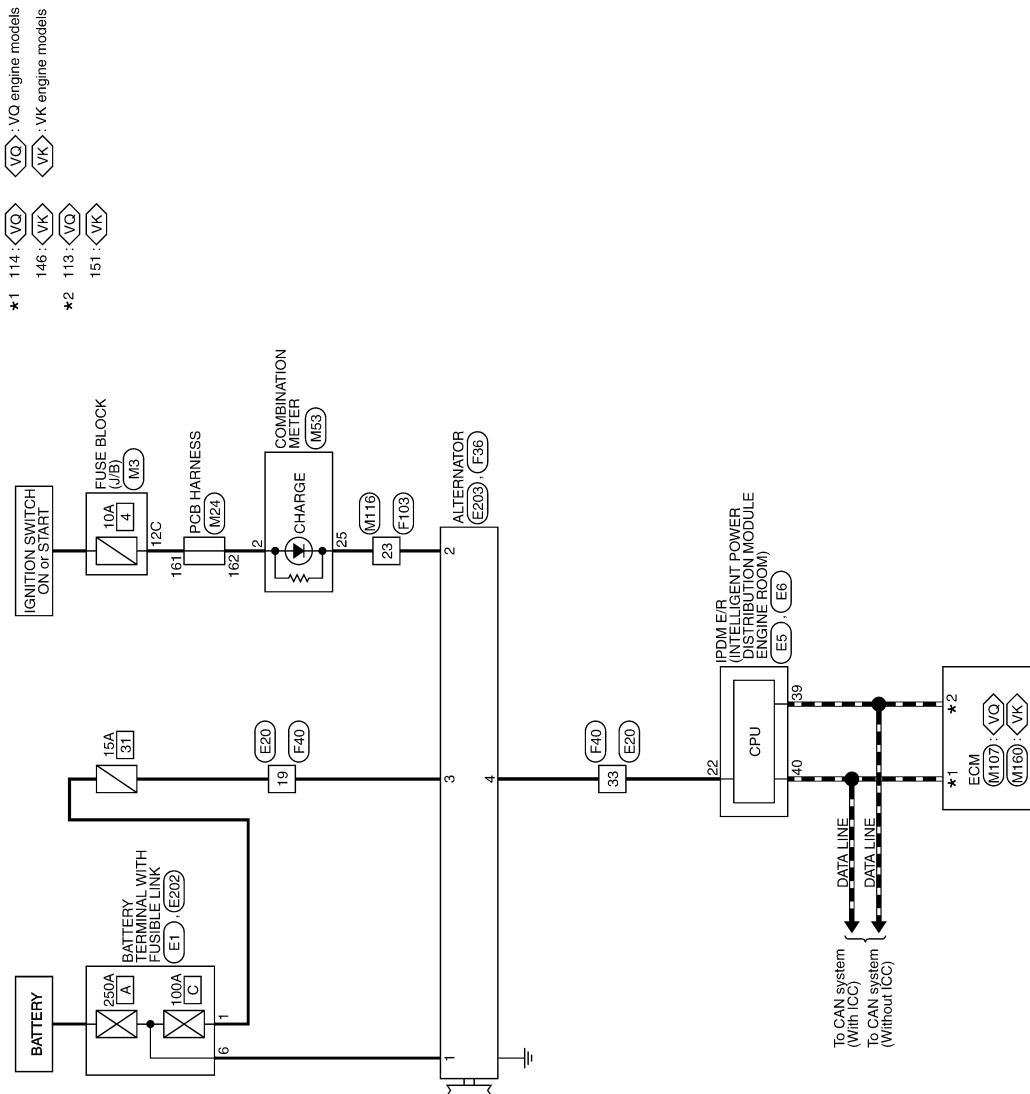 *1 114 : VQ
146 : VK
*2 113 : VQ
151 : VK
VQ : VQ engine models
VK : VK engine models
BATTERY
250A
A
100A
C
BATTERY
TERMINAL WITH
FUSIBLE LINK
E1 , E202
6
1
15A
31
E20
19
F40
IGNITION SWITCH
ON or START
10A
4
FUSE BLOCK
(J/B)
M3
12C
161
PCB HARNESS
M24
162
2
CHARGE
COMBINATION
METER
M53
25
M116
23
F103
1
3
2
ALTERNATOR
E203 , F36
4
F40
33
E20
22
CPU
IPDM E/R
(INTELLIGENT POWER
DISTRIBUTION MODULE
ENGINE ROOM)
E5 , E6
40
39
DATA LINE
DATA LINE
To CAN system
(With ICC)
To CAN system
(Without ICC)
*1
*2
ECM
M107 : VQ
M160 : VK